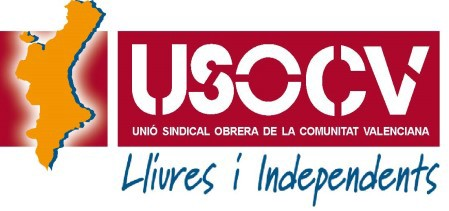 USOCV
UNIÓ SINDICAL OBRERA DE LA COMUNITAT VALENCIANA
Lliures i Independents